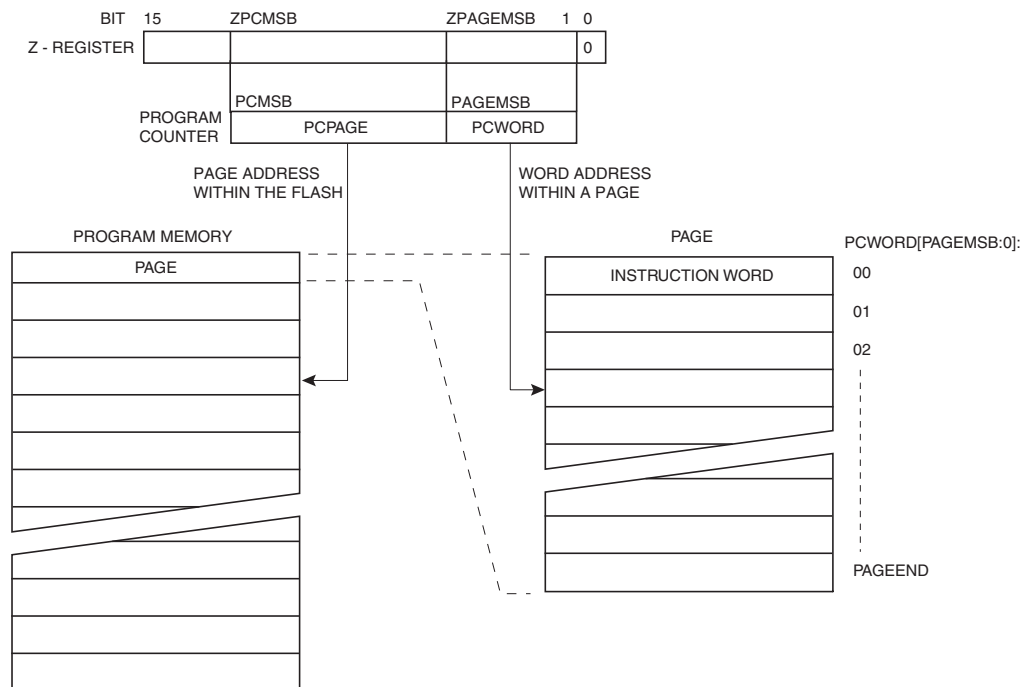 BIT 15 ZPCMSB ZPAGEMSB 1 0
Z - REGISTER 0
PCMSB PAGEMSB
PROGRAM
COUNTER
PCPAGE PCWORD
PAGE ADDRESS
WITHIN THE FLASH
WORD ADDRESS
WITHIN A PAGE
PROGRAM MEMORY
PAGE
PAGE
PCWORD[PAGEMSB:0]:
INSTRUCTION WORD
00
01
02
PAGEEND